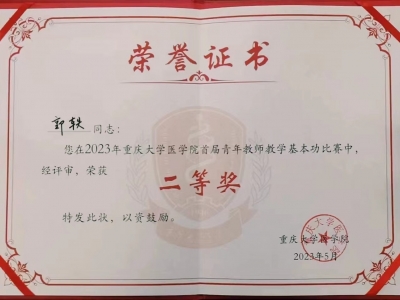 荣誉证书
郭轶同志：
您在2023年重庆大学医学院首届青年教师教学基本功比赛中，
经评审，荣获
二等奖
特发此状，以资鼓励。
重庆大学医学院
2023年5月